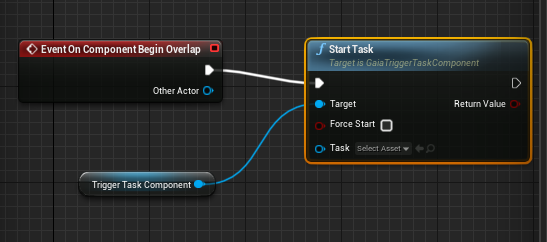 Event On Component Begin Overlap
Other Actor
Start Task
Target is GaiaTriggerTaskComponent
Target
Return Value
Force Start
Task
Select Asset
Trigger Task Component